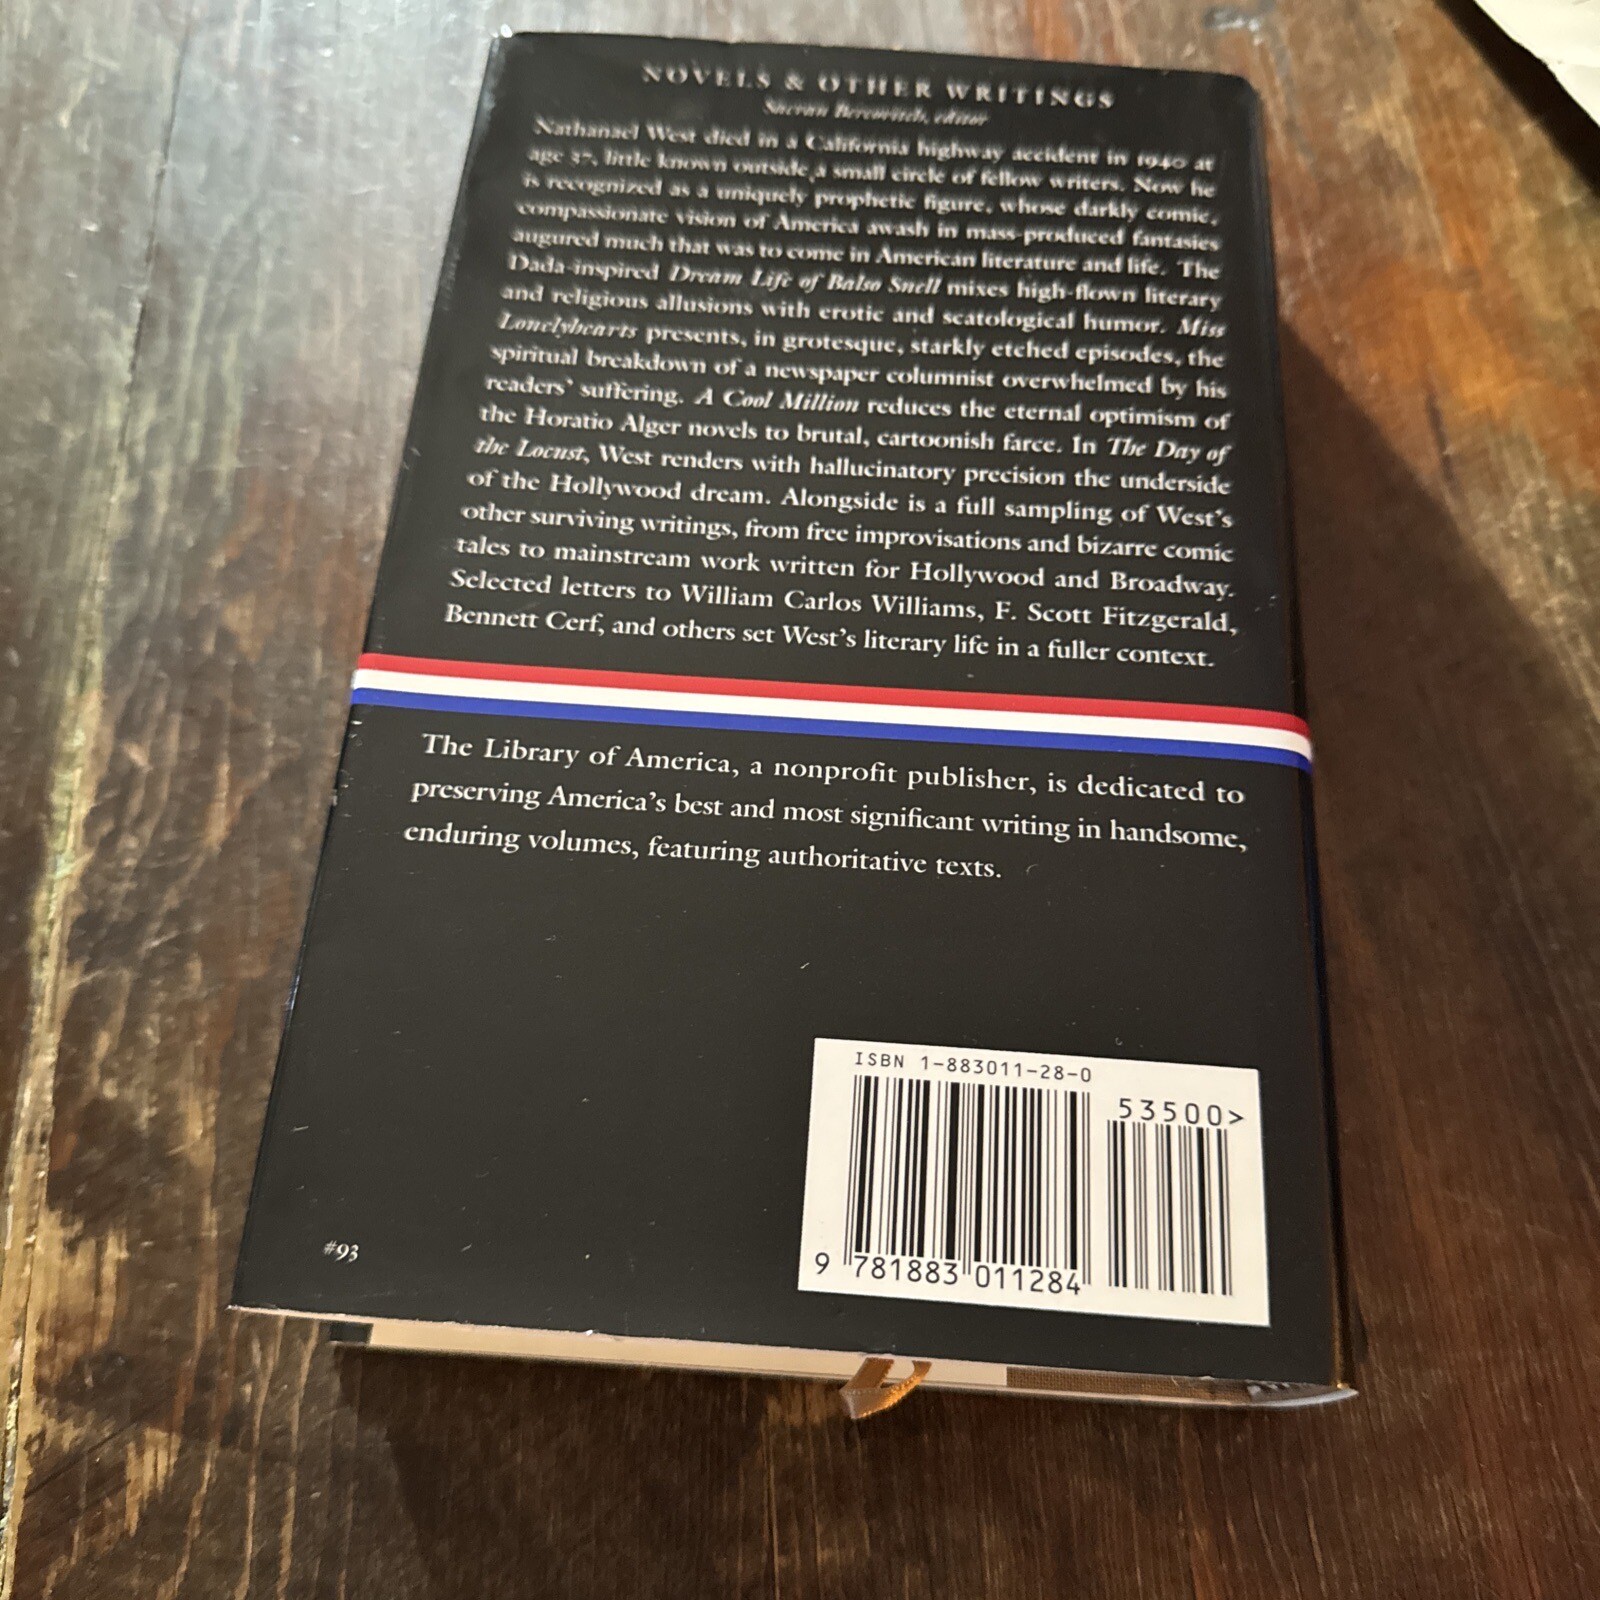 NOVELS & OTHER WRITINGS
Sacvan Bercovitch, editor
Nathanael West died in a California highway accident in 1940 at
age 37, little known outside a small circle of fellow writers. Now he
is recognized as a uniquely prophetic figure, whose darkly comic,
compassionate vision of America awash in mass-produced fantasies
augured much that was to come in American literature and life. The
Dada-inspired Dream Life of Balso Snell mixes high-flown literary
and religious allusions with erotic and scatological humor. Miss
Lonelyhearts presents, in grotesque, starkly etched episodes, the
spiritual breakdown of a newspaper columnist overwhelmed by his
readers' suffering. A Cool Million reduces the eternal optimism of
the Horatio Alger novels to brutal, cartoonish farce. In The Day of
the Locust, West renders with hallucinatory precision the underside
of the Hollywood dream. Alongside is a full sampling of West's
other surviving writings, from free improvisations and bizarre comic
tales to mainstream work written for Hollywood and Broadway.
Selected letters to William Carlos Williams, F. Scott Fitzgerald,
Bennett Cerf, and others set West's literary life in a fuller context.
The Library of America, a nonprofit publisher, is dedicated to
preserving America's best and most significant writing in handsome,
enduring volumes, featuring authoritative texts.
ISBN 1-883011-28-0
53500>
9 781883 011284
#93